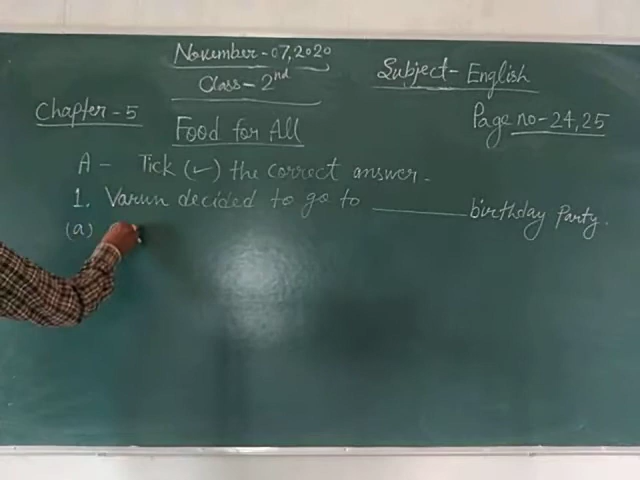 November-07,2020
Class-2nd
Subject-English
Chapter-5
Page no-24,25
Food for All
A- Tick (✓) the correct answer.
1. Varun decided to go to ______ birthday Party.
(a)